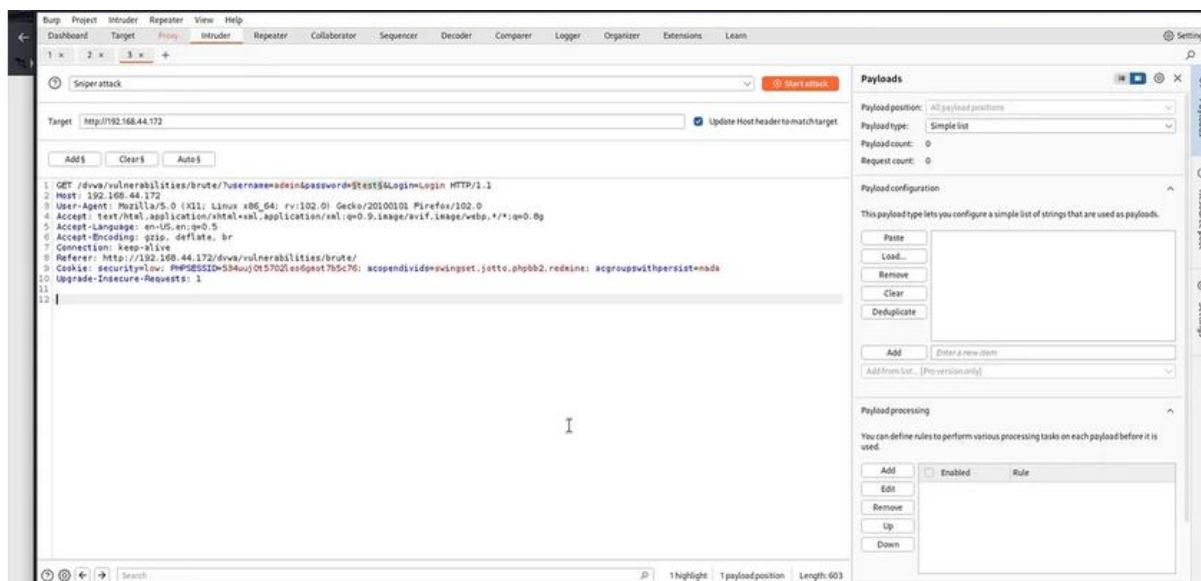 Burp Project Intruder Repeater View Help
Dashboard Target Proxy Intruder Repeater Collaborator Sequencer Decoder Comparer Logger Organizer Extensions Learn
Setting
1 × 2 × 3 × +
Sniper attack
Start attack
Target http://192.168.44.172
Update Host header to match target
Add § Clear § Auto §
1 GET /dvwa/vulnerabilities/brute/?username=admin&password=§test§&Login=Login HTTP/1.1
2 Host: 192.168.44.172
3 User-Agent: Mozilla/5.0 (X11; Linux x86_64; rv:102.0) Gecko/20100101 Firefox/102.0
4 Accept: text/html,application/xhtml+xml,application/xml;q=0.9,image/avif,image/webp,*/*;q=0.8
5 Accept-Language: en-US,en;q=0.5
6 Accept-Encoding: gzip, deflate, br
7 Connection: keep-alive
8 Referer: http://192.168.44.172/dvwa/vulnerabilities/brute/
9 Cookie: security=low; acopendivids=swingset,jotto,phpbb2,redmine; acgroupswithpersist=nada
10 Upgrade-Insecure-Requests: 1
11
12
Search
1 highlight 1 payload position Length: 603
Payloads
Payload position: All payload positions
Payload type: Simple list
Payload count: 0
Request count: 0
Payload configuration
This payload type lets you configure a simple list of strings that are used as payloads.
Paste
Load...
Remove
Clear
Deduplicate
Add Enter a new item
Add from list... [Pro version only]
Payload processing
You can define rules to perform various processing tasks on each payload before it is
used.
Add Enabled Rule
Edit
Remove
Up
Down